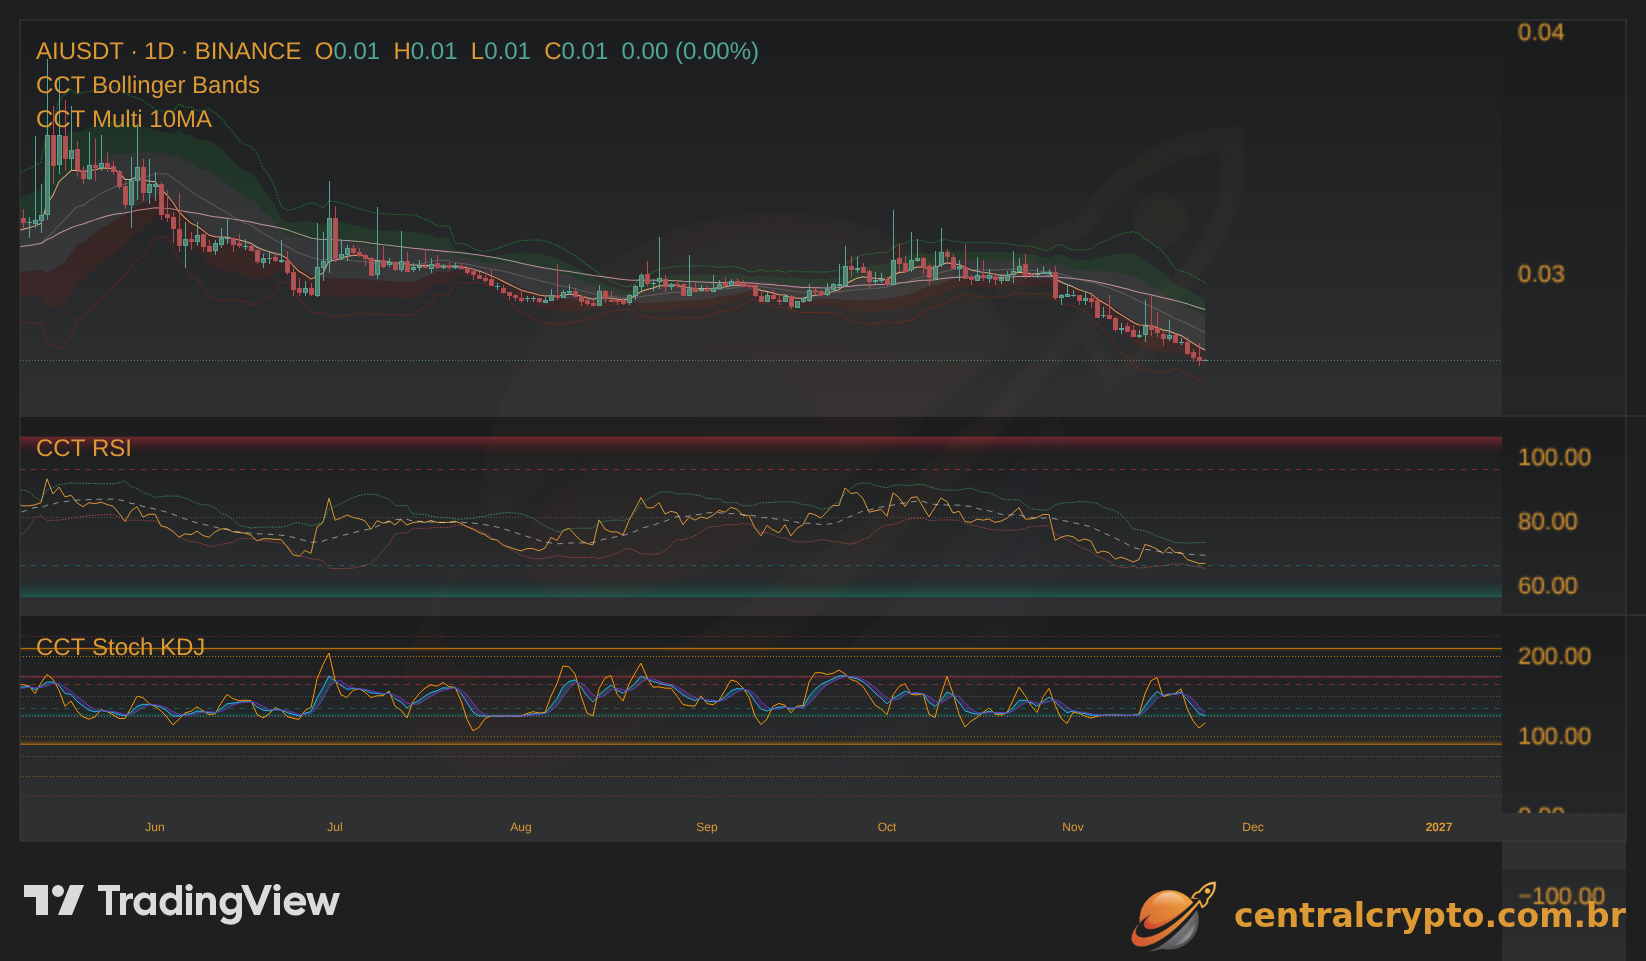 AIUSDT · 1D · BINANCE O0.01 H0.01 L0.01 C0.01 0.00 (0.00%)
CCT Bollinger Bands
CCT Multi 10MA
0.04
0.03
CCT RSI
100.00
80.00
60.00
CCT Stoch KDJ
200.00
100.00
Jun Jul Aug Sep Oct Nov Dec 2027
−100.00
TradingView
centralcrypto.com.br